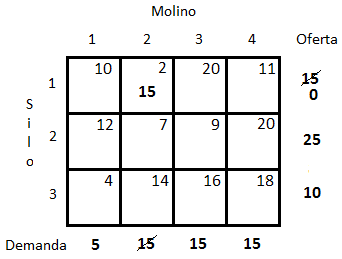 Molino
1 2 3 4 Oferta
10 2 20 11
1 15 15
0
S
i
l
o
12 7 9 20
2 25
4 14 16 18
3 10
Demanda 5 15 15 15